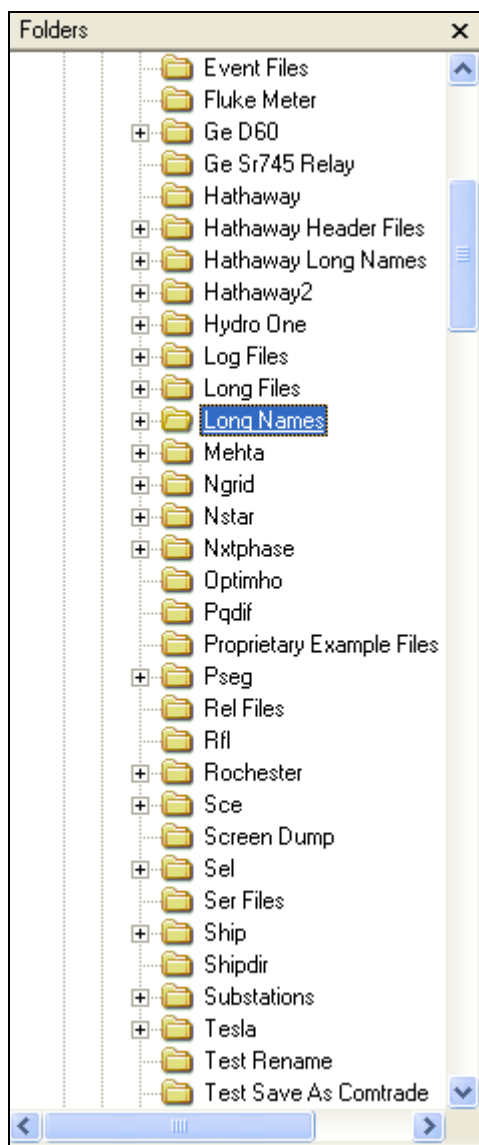 Folders
Event Files
Fluke Meter
Ge D60
Ge Sr745 Relay
Hathaway
Hathaway Header Files
Hathaway Long Names
Hathaway2
Hydro One
Log Files
Long Files
Long Names
Mehta
Ngrid
Nstar
Nxtphase
Optimho
Pqdif
Proprietary Example Files
Pseg
Rel Files
Rfl
Rochester
Sce
Screen Dump
Sel
Ser Files
Ship
Shipdir
Substations
Tesla
Test Rename
Test Save As Comtrade